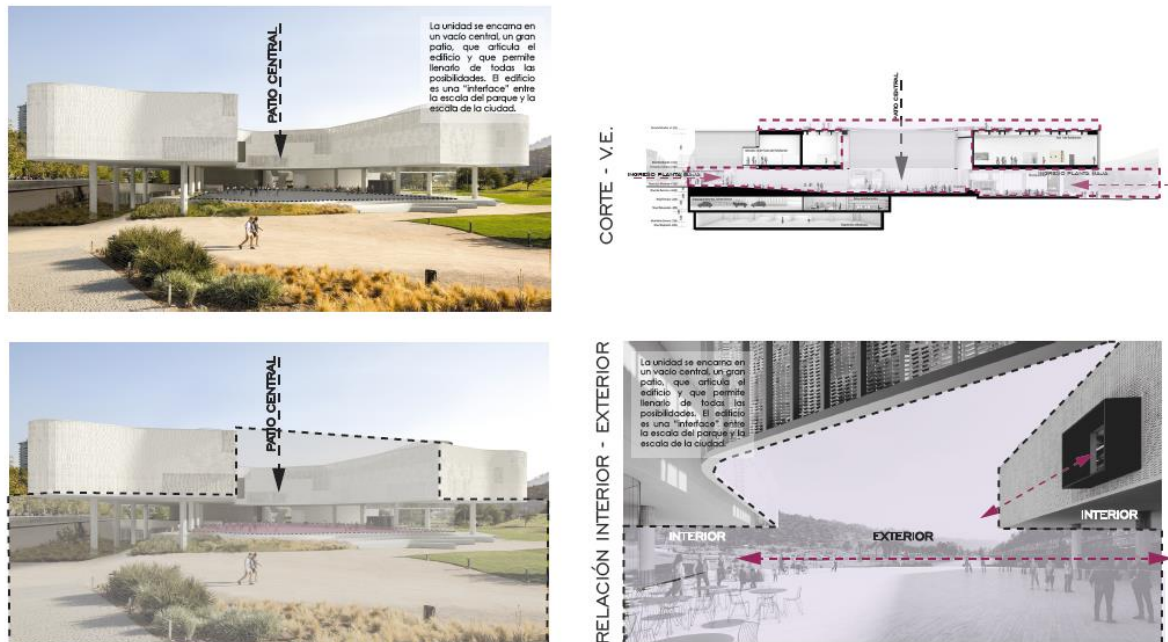 PATIO CENTRAL
La unidad se encarna en
un vacío central, un gran
patio, que articula el
edificio y que permite
llenarlo de todas las
posibilidades. El edificio
es una "interface" entre
la escala del parque y la
escala de la ciudad.
CORTE - V.E.
PATIO CENTRAL
INGRESO PLANTA BAJA
INGRESO PLANTA BAJA
PATIO CENTRAL
RELACIÓN INTERIOR - EXTERIOR
La unidad se encarna en
un vacío central, un gran
patio, que articula el
edificio y que permite
llenarlo de todas las
posibilidades. El edificio
es una "interface" entre
la escala del parque y la
escala de la ciudad.
INTERIOR
EXTERIOR
INTERIOR